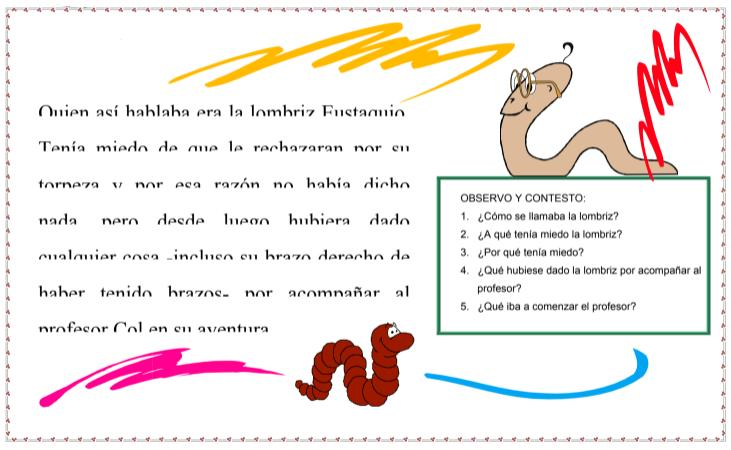 Quien así hablaba era la lombriz Eustaquio.
Tenía miedo de que le rechazaran por su
torpeza y por esa razón no había dicho
nada pero desde luego hubiera dado
cualquier cosa -incluso su brazo derecho de
haber tenido brazos- por acompañar al
profesor Col en su aventura
OBSERVO Y CONTESTO:
1. ¿Cómo se llamaba la lombriz?
2. ¿A qué tenía miedo la lombriz?
3. ¿Por qué tenía miedo?
4. ¿Qué hubiese dado la lombriz por acompañar al
profesor?
5. ¿Qué iba a comenzar el profesor?